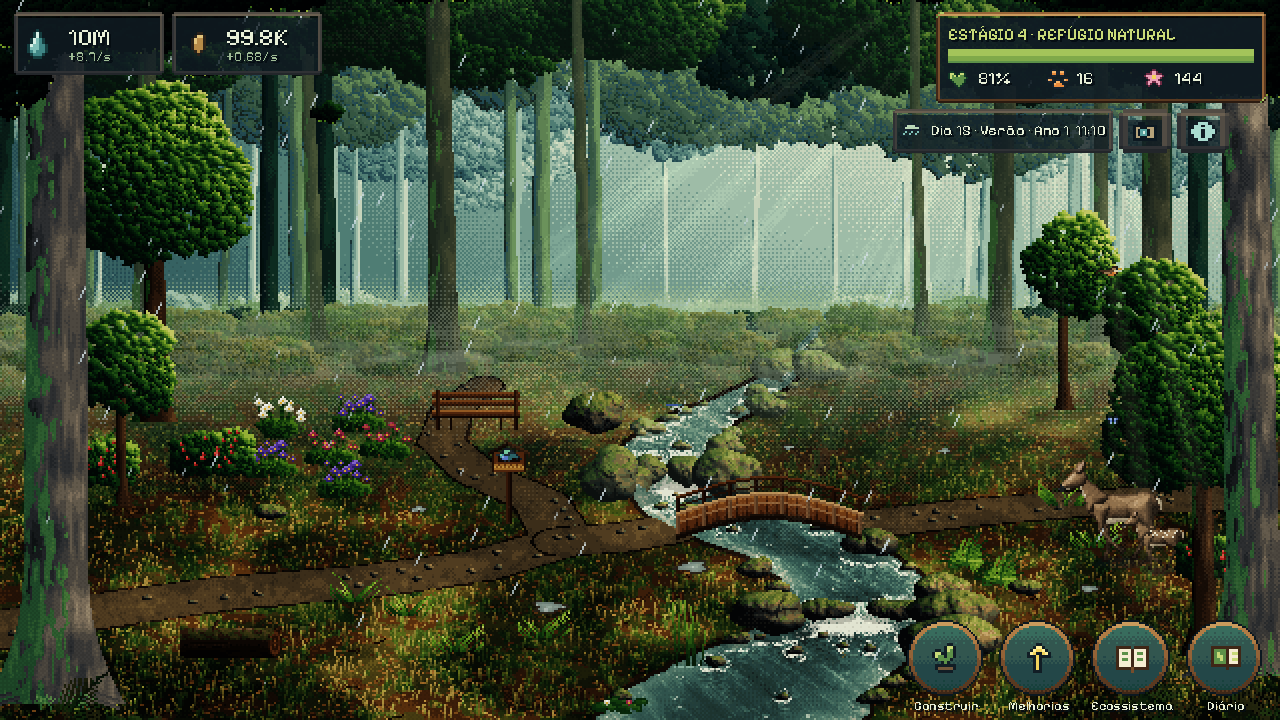 10M
+8.7/s
99.8K
+0.68/s
ESTÁGIO 4 · REFÚGIO NATURAL
81%
16
144
Dia 18 · Verão · Ano 1 11:10
Construir
Melhorias
Ecossistema
Diário